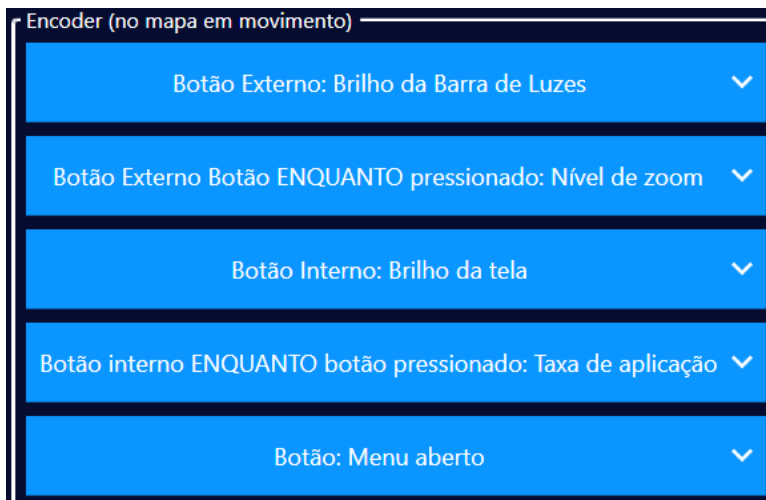 Encoder (no mapa em movimento)
Botão Externo: Brilho da Barra de Luzes
Botão Externo Botão ENQUANTO pressionado: Nível de zoom
Botão Interno: Brilho da tela
Botão interno ENQUANTO botão pressionado: Taxa de aplicação
Botão: Menu aberto